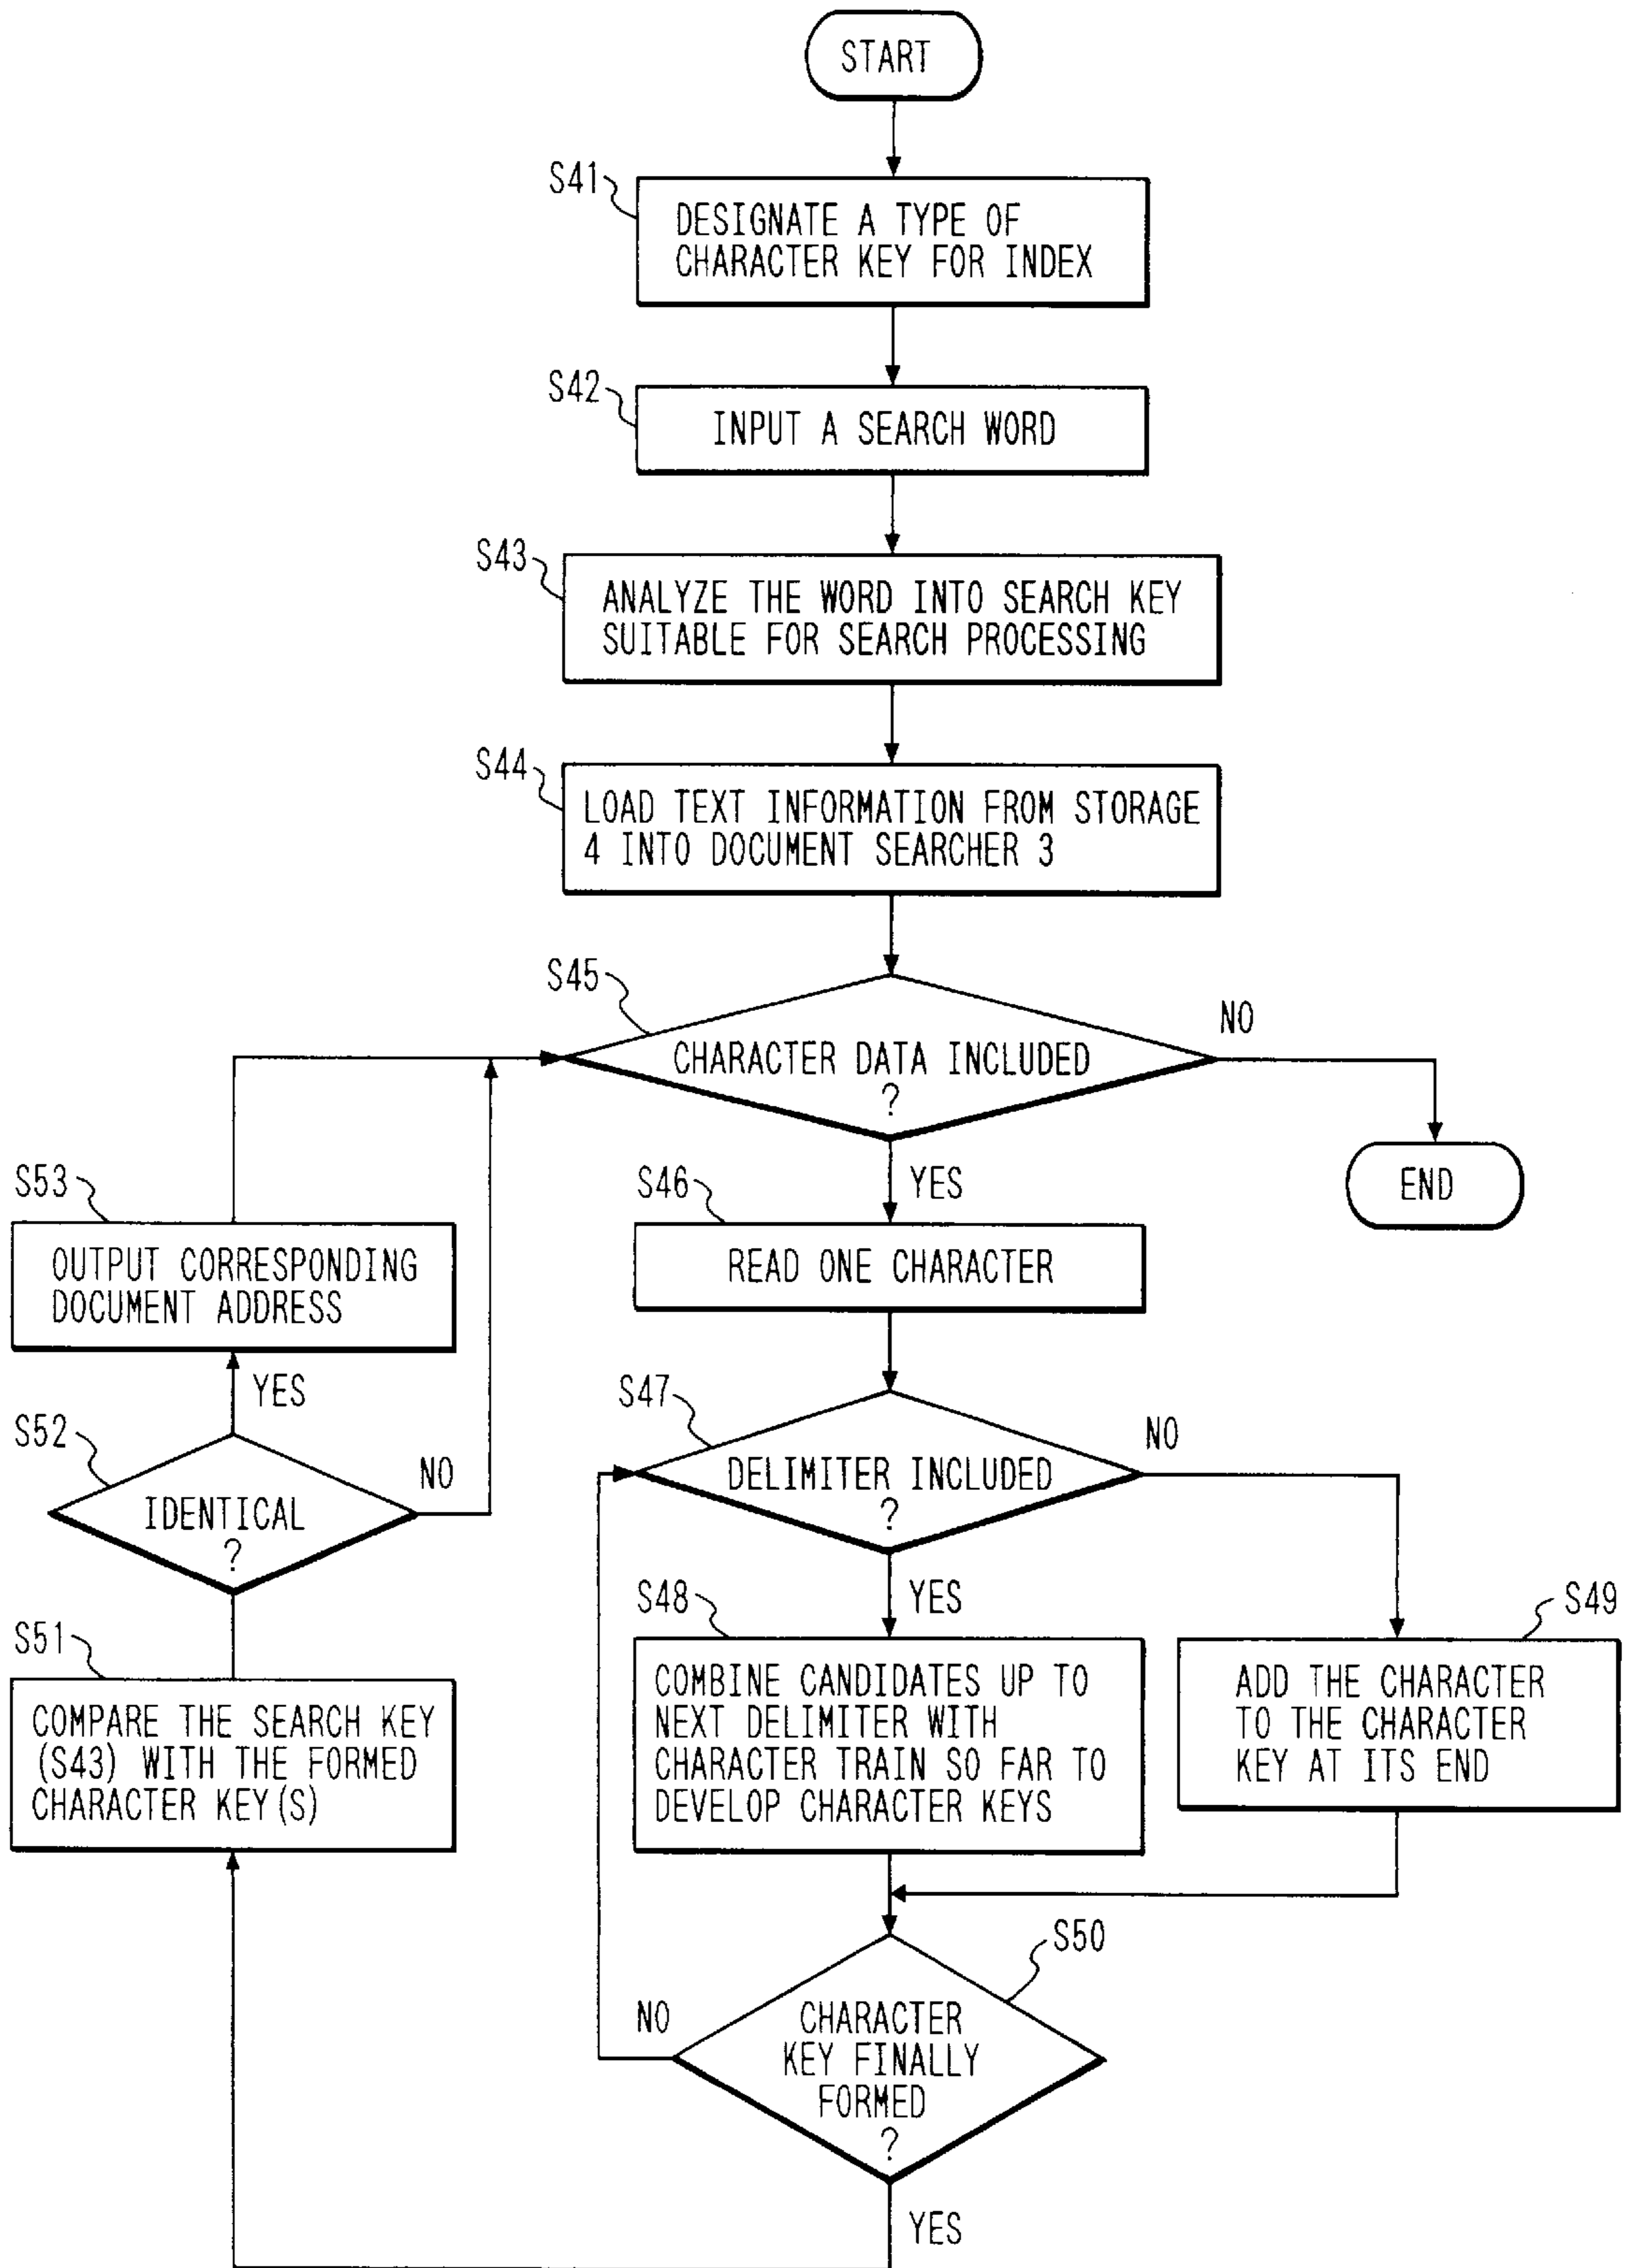 START
S41
DESIGNATE A TYPE OF
CHARACTER KEY FOR INDEX
S42
INPUT A SEARCH WORD
S43
ANALYZE THE WORD INTO SEARCH KEY
SUITABLE FOR SEARCH PROCESSING
S44
LOAD TEXT INFORMATION FROM STORAGE
4 INTO DOCUMENT SEARCHER 3
S45
CHARACTER DATA INCLUDED
?
NO
END
YES
S46
READ ONE CHARACTER
S47
DELIMITER INCLUDED
?
NO
YES
S48
COMBINE CANDIDATES UP TO
NEXT DELIMITER WITH
CHARACTER TRAIN SO FAR TO
DEVELOP CHARACTER KEYS
S49
ADD THE CHARACTER
TO THE CHARACTER
KEY AT ITS END
S50
CHARACTER
KEY FINALLY
FORMED
?
NO
YES
S51
COMPARE THE SEARCH KEY
(S43) WITH THE FORMED
CHARACTER KEY(S)
S52
IDENTICAL
?
NO
YES
S53
OUTPUT CORRESPONDING
DOCUMENT ADDRESS